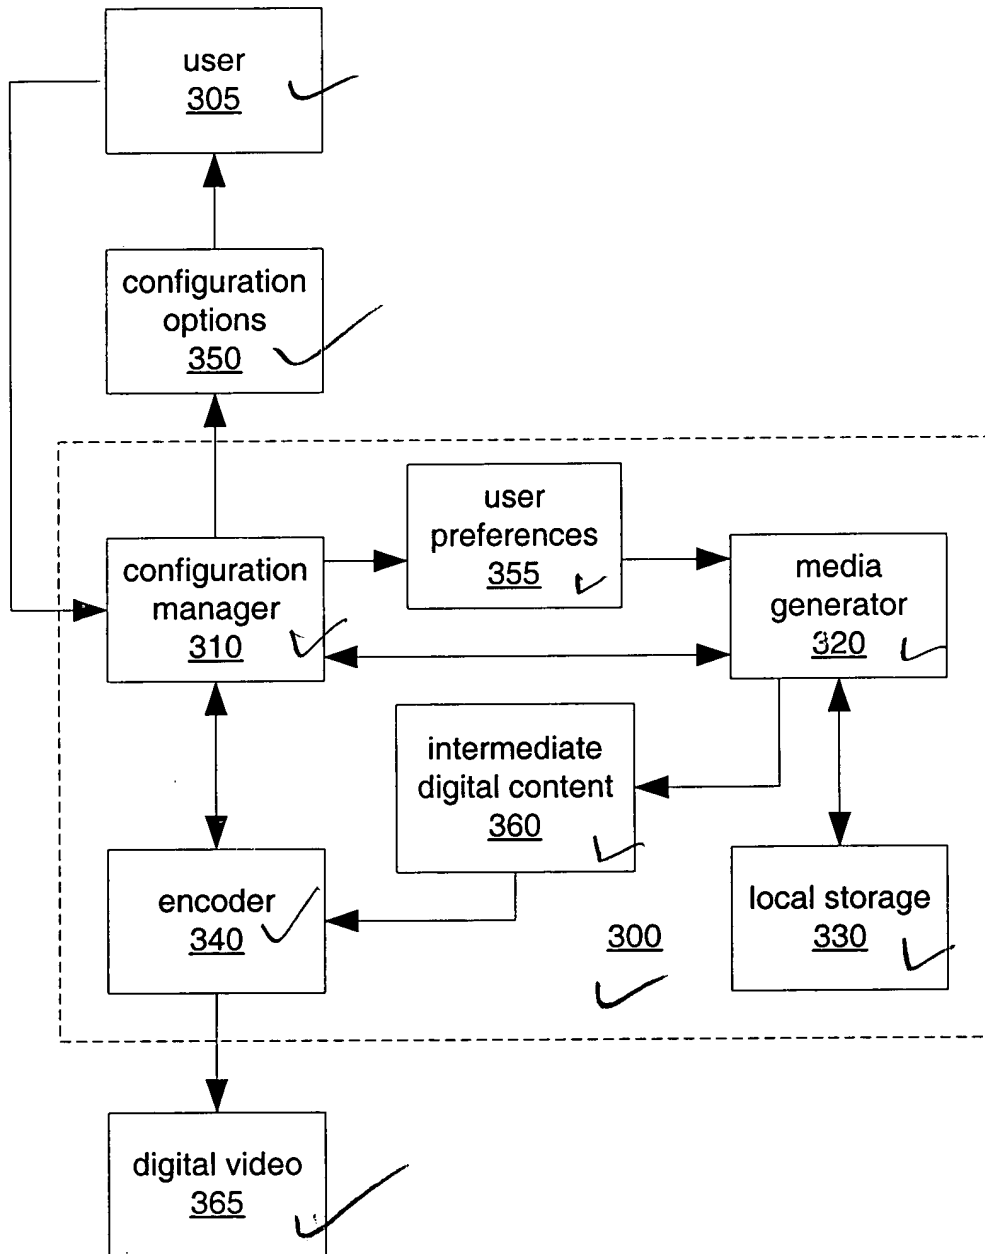 user
305
configuration
options
350
user
preferences
355
configuration
manager
310
media
generator
320
intermediate
digital content
360
encoder
340
local storage
330
300
digital video
365